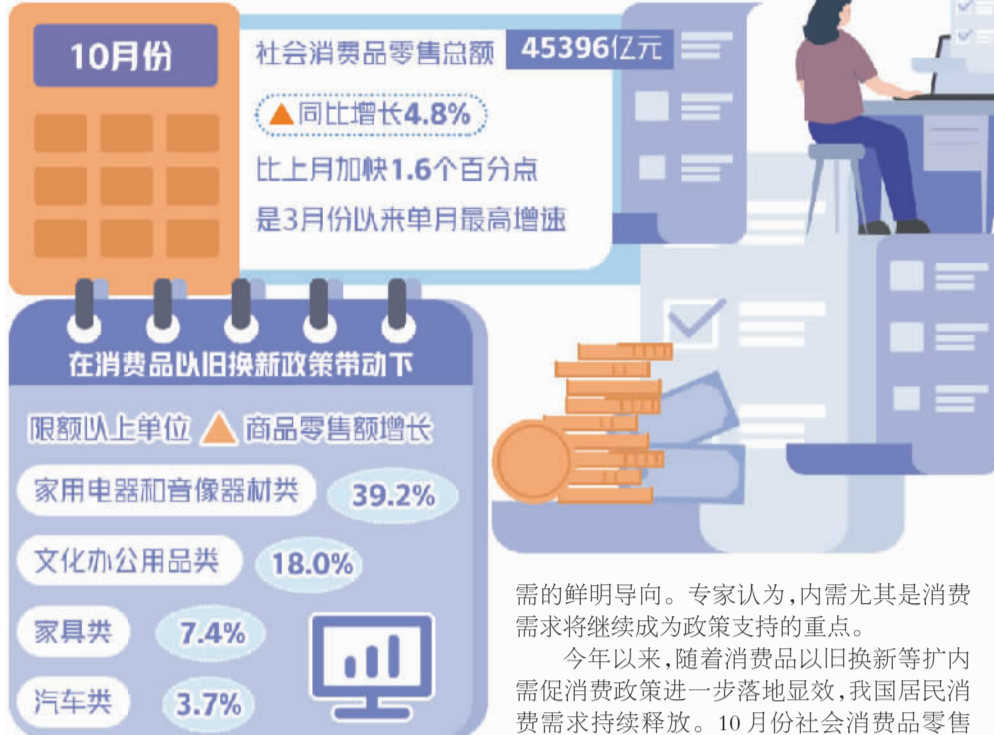 10月份
社会消费品零售总额 45396亿元
▲同比增长4.8%
比上月加快1.6个百分点
是3月份以来单月最高增速
在消费品以旧换新政策带动下
限额以上单位 ▲ 商品零售额增长
家用电器和音像器材类 39.2%
文化办公用品类 18.0%
家具类 7.4%
汽车类 3.7%
需的鲜明导向。专家认为,内需尤其是消费
需求将继续成为政策支持的重点。
今年以来,随着消费品以旧换新等扩内
需促消费政策进一步落地显效,我国居民消
费需求持续释放。10月份社会消费品零售